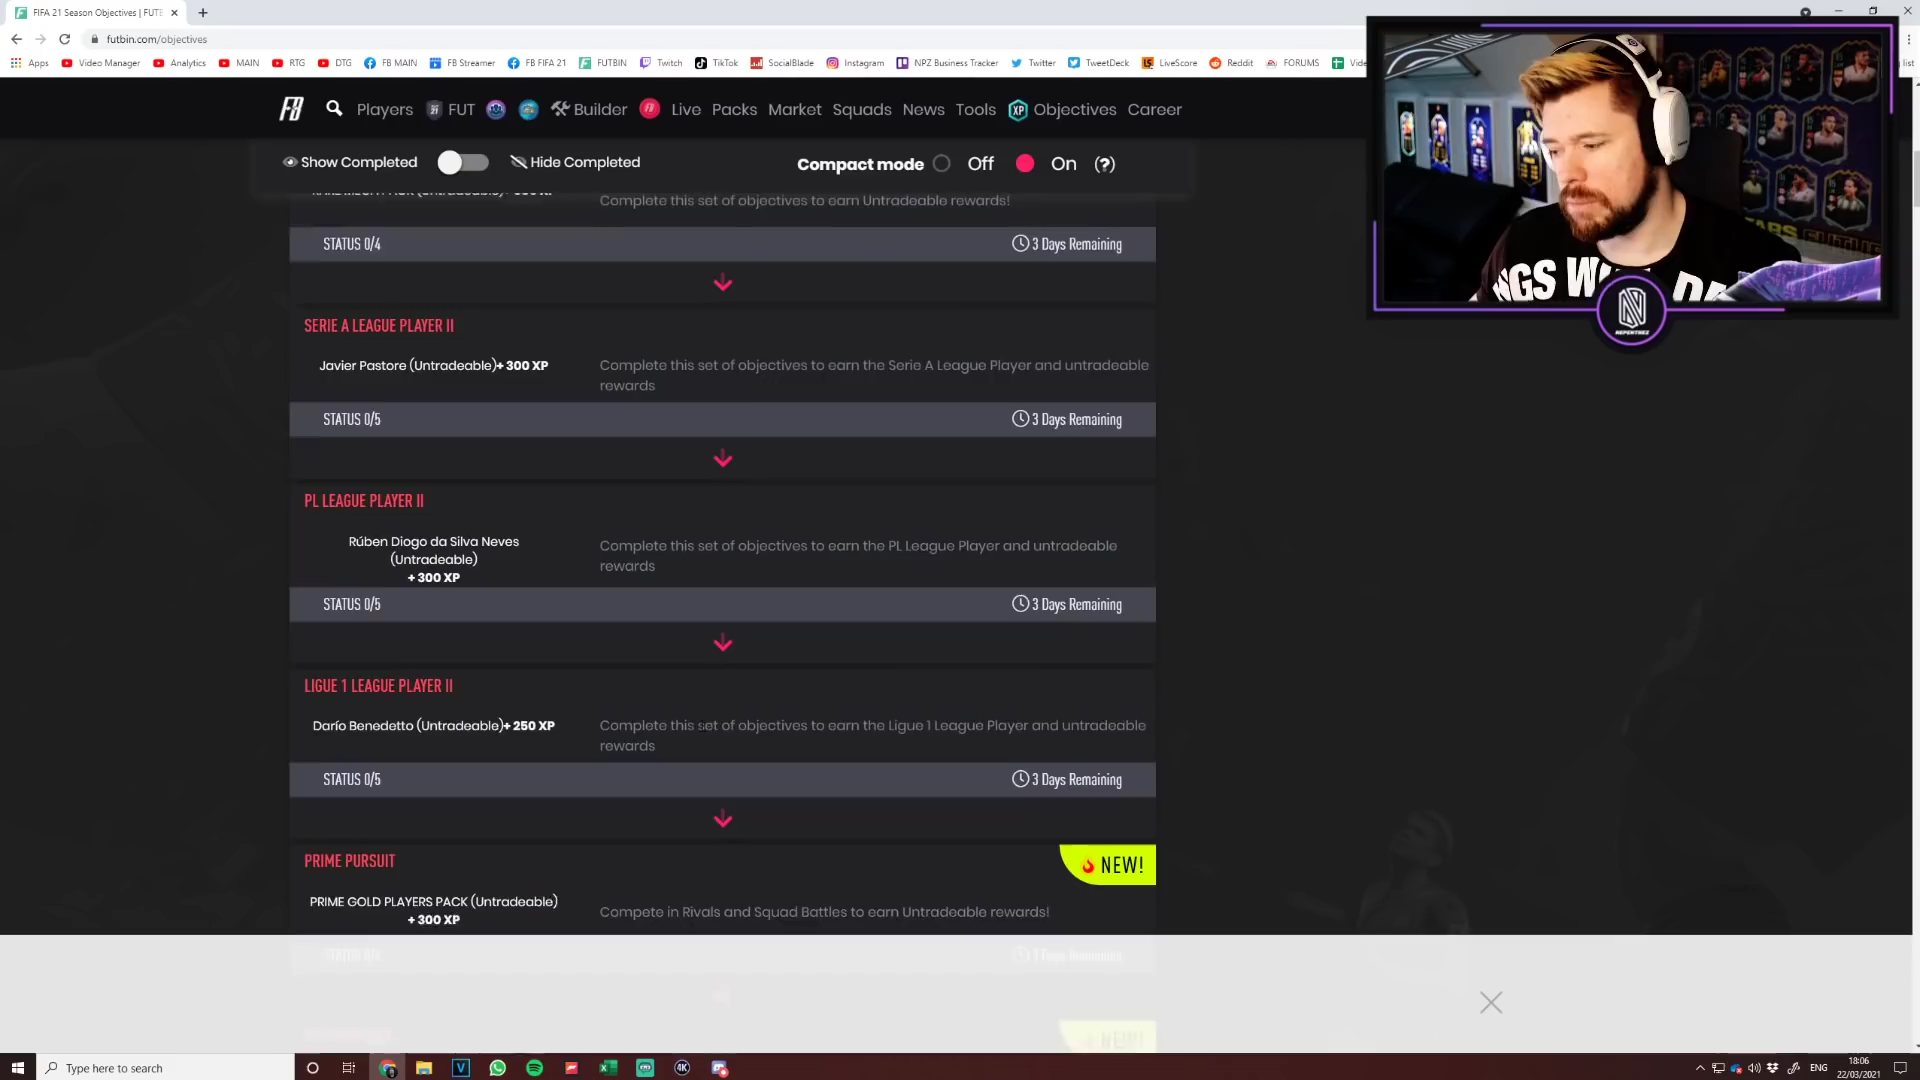 FIFA 21 Season Objectives | FUTB
futbin.com/objectives
Apps Video Manager Analytics MAIN RTG DTG FB MAIN FB Streamer FB FIFA 21 FUTBIN Twitch TikTok SocialBlade Instagram NPZ Business Tracker Twitter TweetDeck LiveScore Reddit FORUMS list
Players FUT Builder Live Packs Market Squads News Tools XP Objectives Career
Show Completed Hide Completed Compact mode Off On (?)
Complete this set of objectives to earn Untradeable rewards!
STATUS 0/4 3 Days Remaining
SERIE A LEAGUE PLAYER II
Javier Pastore (Untradeable)+ 300 XP
Complete this set of objectives to earn the Serie A League Player and untradeable
rewards
STATUS 0/5 3 Days Remaining
PL LEAGUE PLAYER II
Rúben Diogo da Silva Neves
(Untradeable)
+ 300 XP
Complete this set of objectives to earn the PL League Player and untradeable
rewards
STATUS 0/5 3 Days Remaining
LIGUE 1 LEAGUE PLAYER II
Darío Benedetto (Untradeable)+ 250 XP
Complete this set of objectives to earn the Ligue 1 League Player and untradeable
rewards
STATUS 0/5 3 Days Remaining
PRIME PURSUIT
NEW!
PRIME GOLD PLAYERS PACK (Untradeable)
+ 300 XP
Compete in Rivals and Squad Battles to earn Untradeable rewards!
NEPENTHEZ
Type here to search
4K
ENG
18:06
22/03/2021